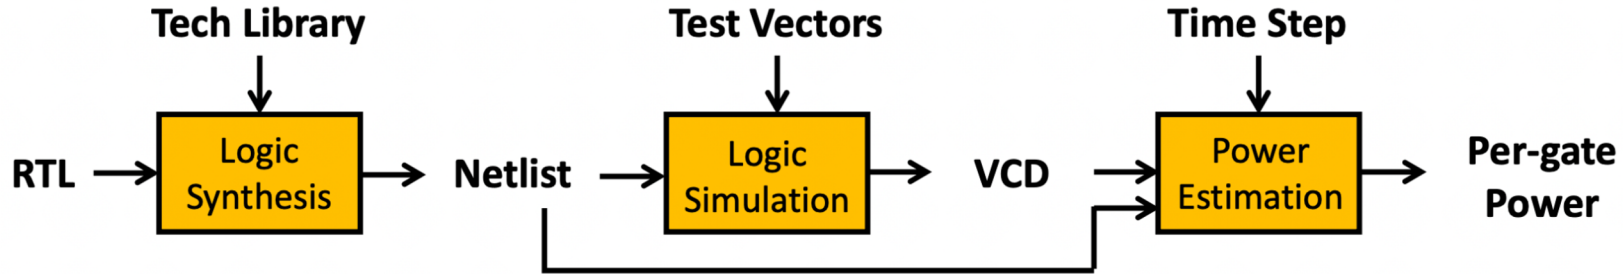 Tech Library
Test Vectors
Time Step
RTL
Logic
Synthesis
Netlist
Logic
Simulation
VCD
Power
Estimation
Per-gate
Power